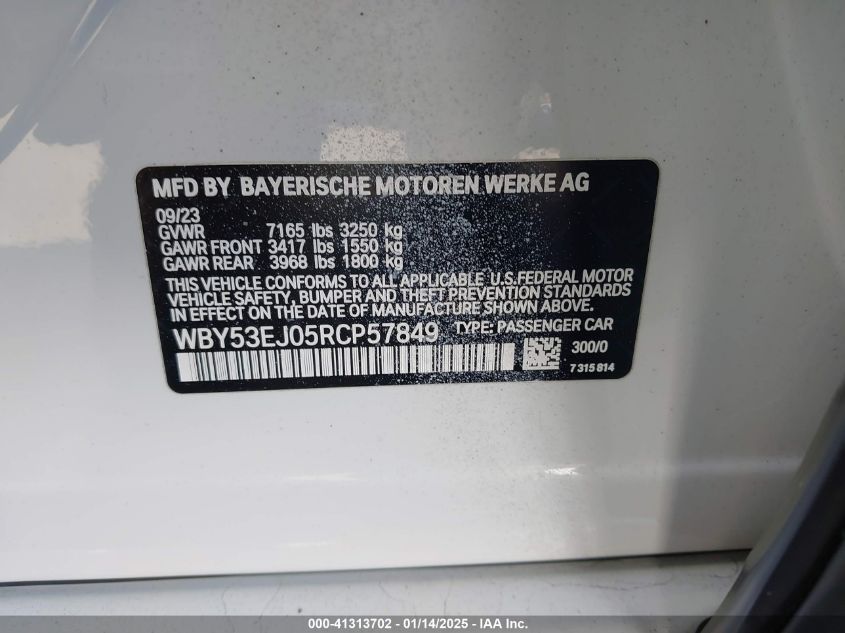 MFD BY BAYERISCHE MOTOREN WERKE AG
09/23
GVWR 7165 lbs 3250 kg
GAWR FRONT 3417 lbs 1550 kg
GAWR REAR 3968 lbs 1800 kg
THIS VEHICLE CONFORMS TO ALL APPLICABLE U.S.FEDERAL MOTOR
VEHICLE SAFETY, BUMPER AND THEFT PREVENTION STANDARDS
IN EFFECT ON THE DATE OF MANUFACTURE SHOWN ABOVE.
WBY53EJ05RCP57849 TYPE: PASSENGER CAR
300/0
7315814
000-41313702 - 01/14/2025 - IAA Inc.